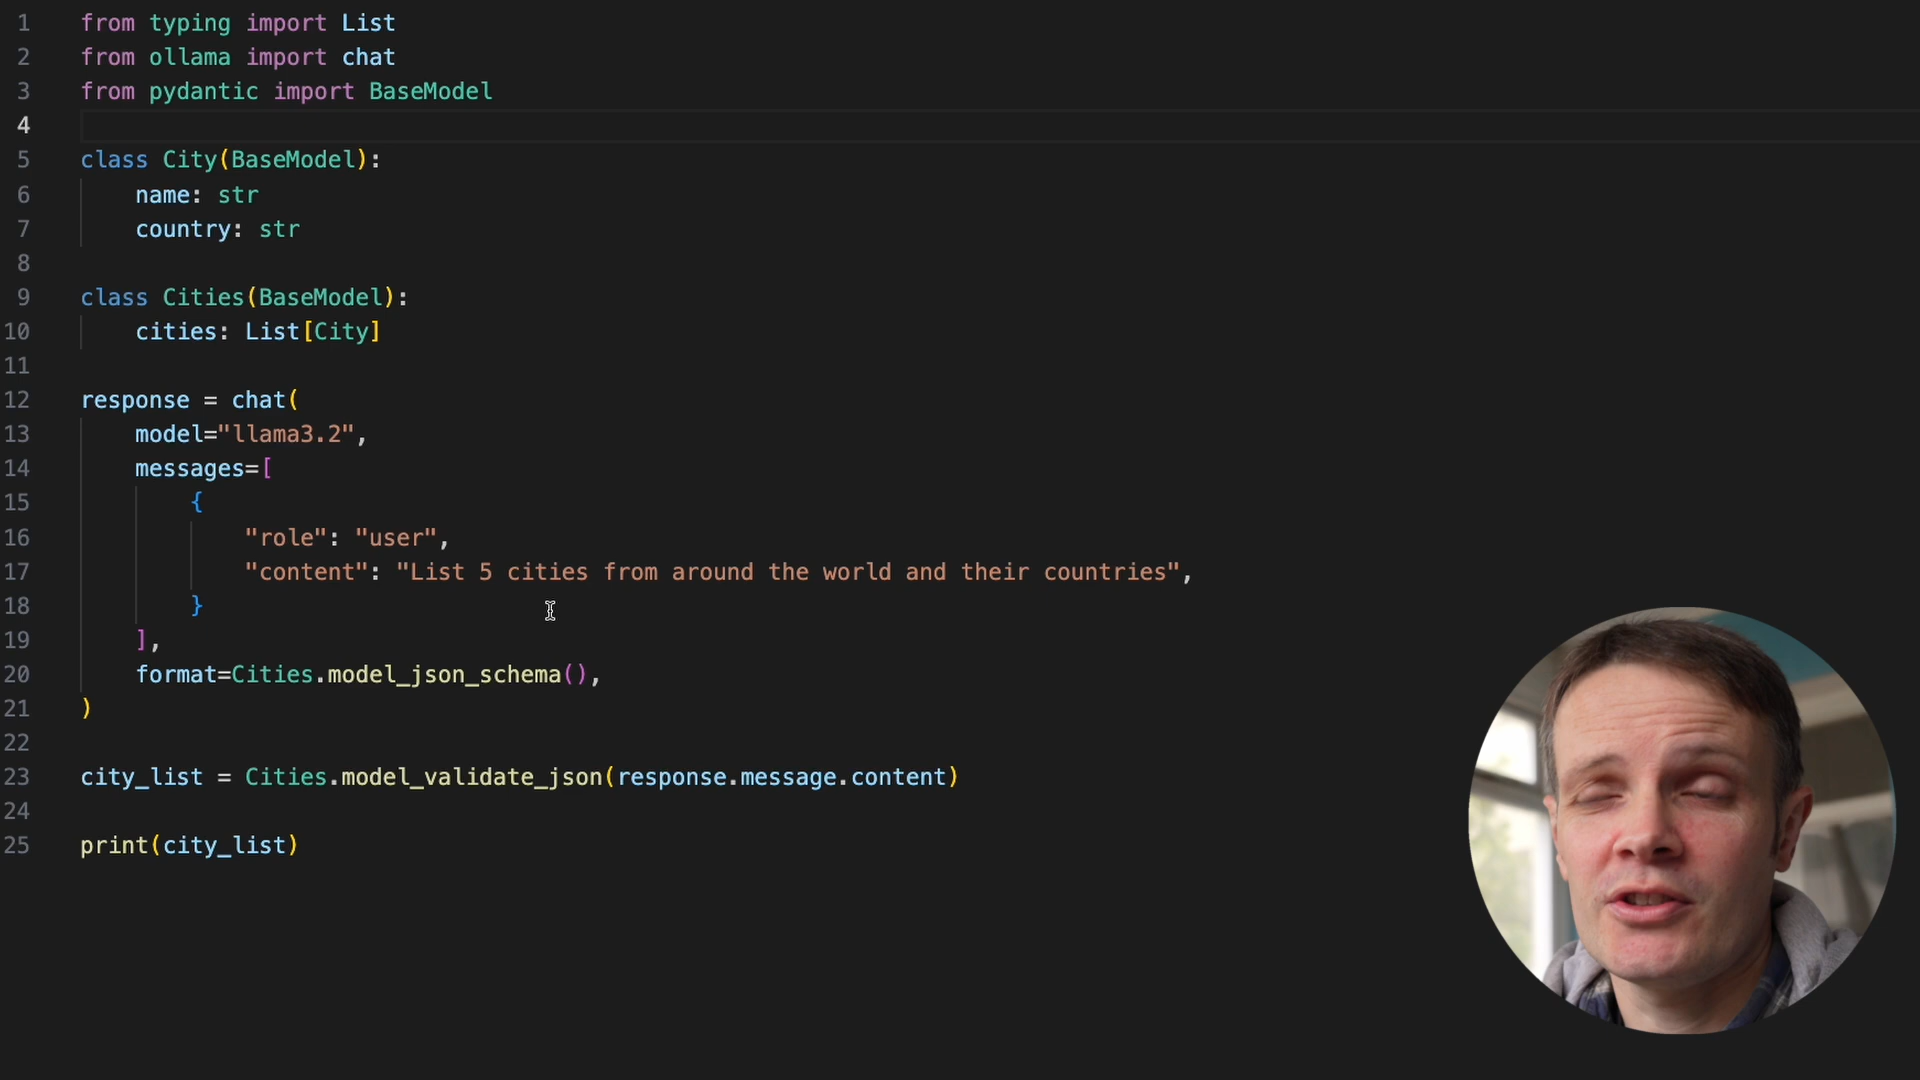 1 from typing import List
2 from ollama import chat
3 from pydantic import BaseModel
4
5 class City(BaseModel):
6     name: str
7     country: str
8
9 class Cities(BaseModel):
10     cities: List[City]
11
12 response = chat(
13     model="llama3.2",
14     messages=[
15         {
16             "role": "user",
17             "content": "List 5 cities from around the world and their countries",
18         }
19     ],
20     format=Cities.model_json_schema(),
21 )
22
23 city_list = Cities.model_validate_json(response.message.content)
24
25 print(city_list)